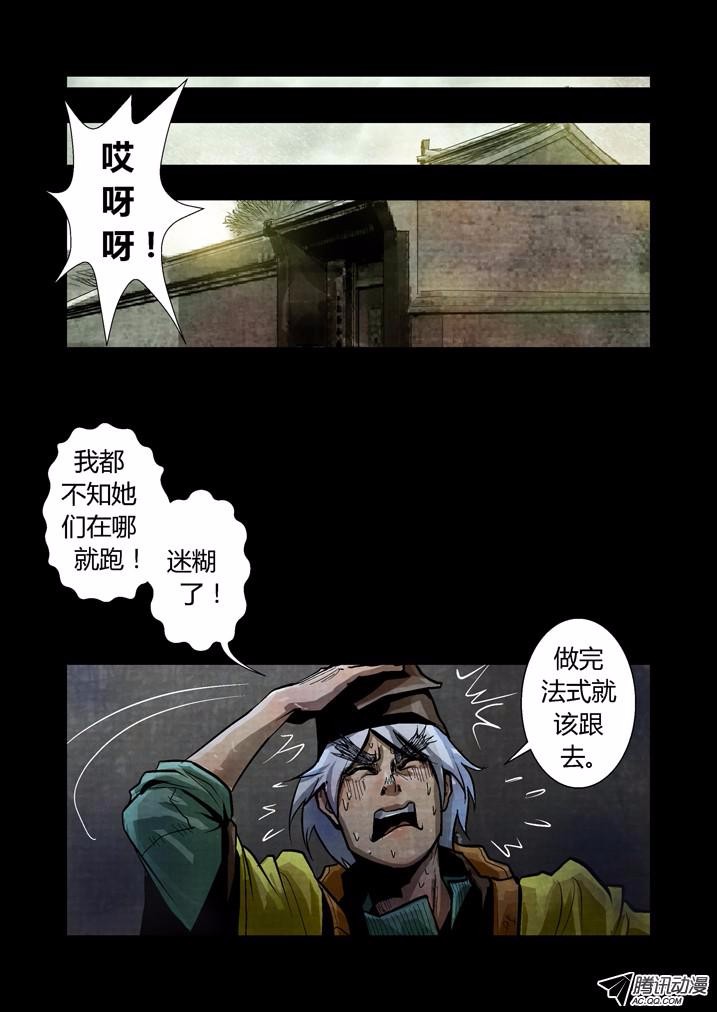 哎
呀
呀！
我都
不知她
们在哪
就跑！
迷糊
了！
做完
法式就
该跟
去。
腾讯动漫
AC.QQ.COM